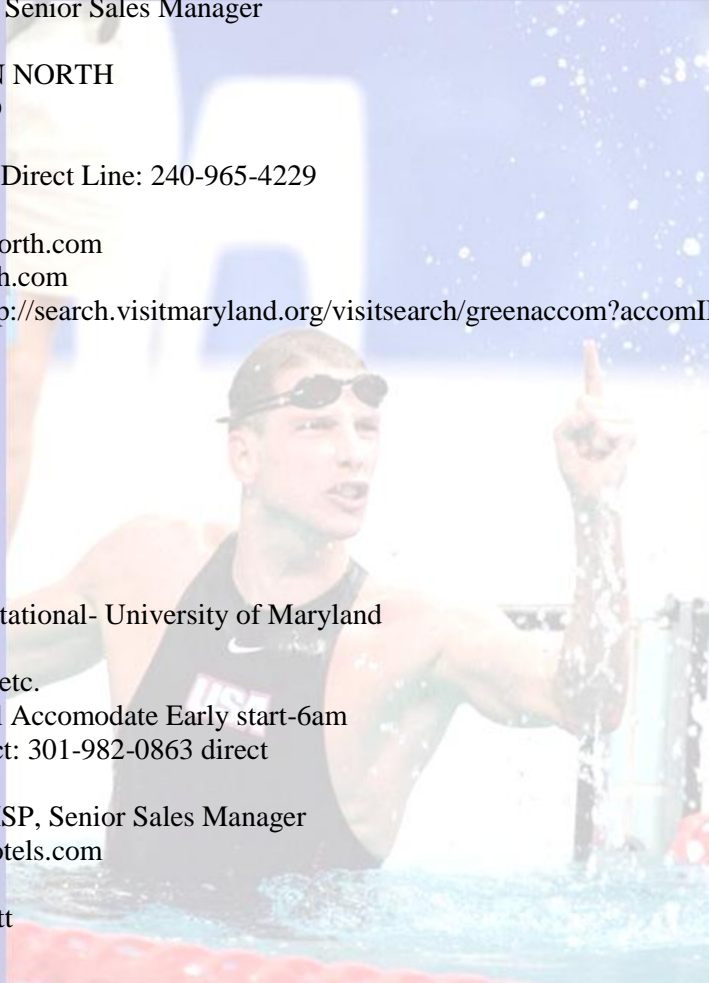 Senior Sales Manager
NORTH
Direct Line: 240-965-4229
orth.com
h.com
p://search.visitmaryland.org/visitsearch/greenaccom?accomI
tational- University of Maryland
etc.
l Accomodate Early start-6am
ct: 301-982-0863 direct
SP, Senior Sales Manager
otels.com
tt
USA